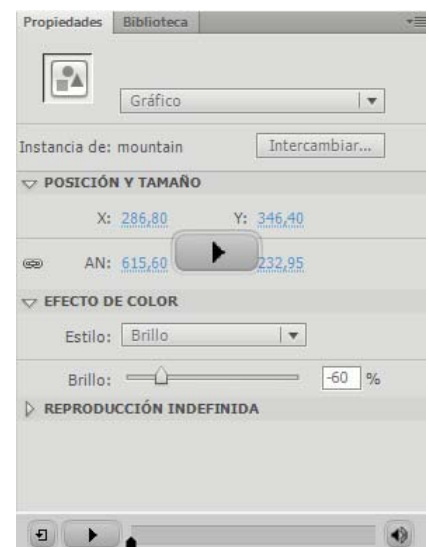 Propiedades Biblioteca
Gráfico
Instancia de: mountain Intercambiar...
POSICIÓN Y TAMAÑO
X: 286,80 Y: 346,40
AN: 615,60 232,95
EFECTO DE COLOR
Estilo: Brillo
Brillo: -60 %
REPRODUCCIÓN INDEFINIDA